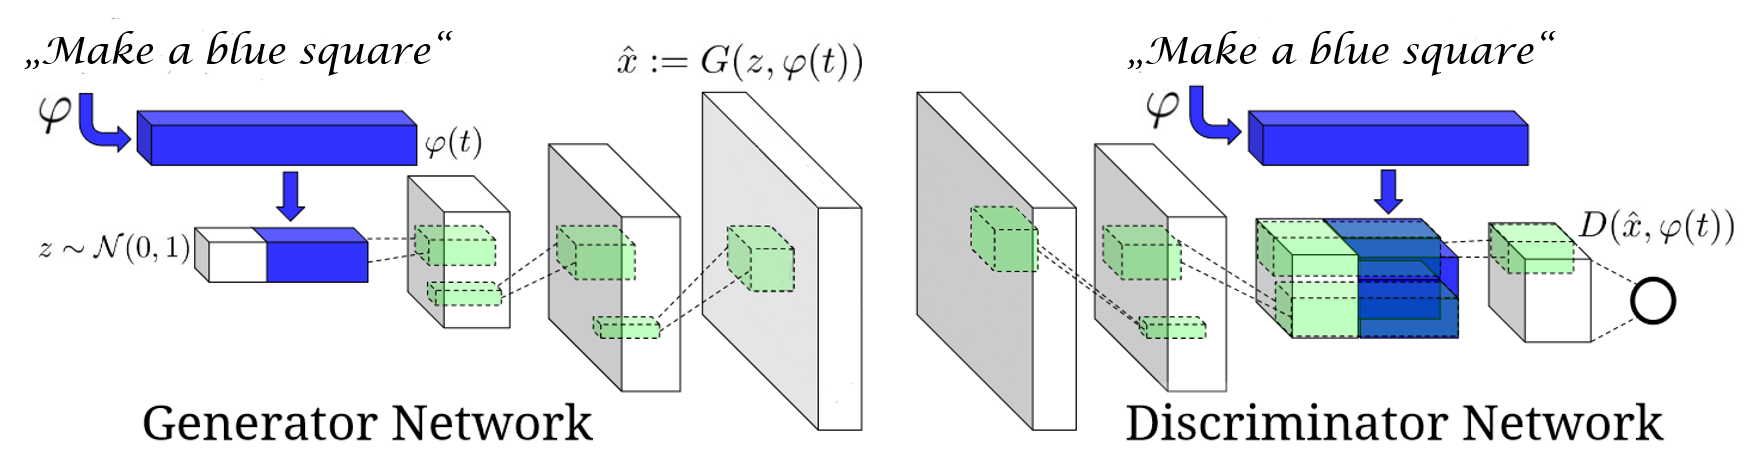 „Make a blue square“
φ
φ(t)
z ∼ N(0, 1)
x̂ := G(z, φ(t))
Generator Network
„Make a blue square“
φ
D(x̂, φ(t))
Discriminator Network